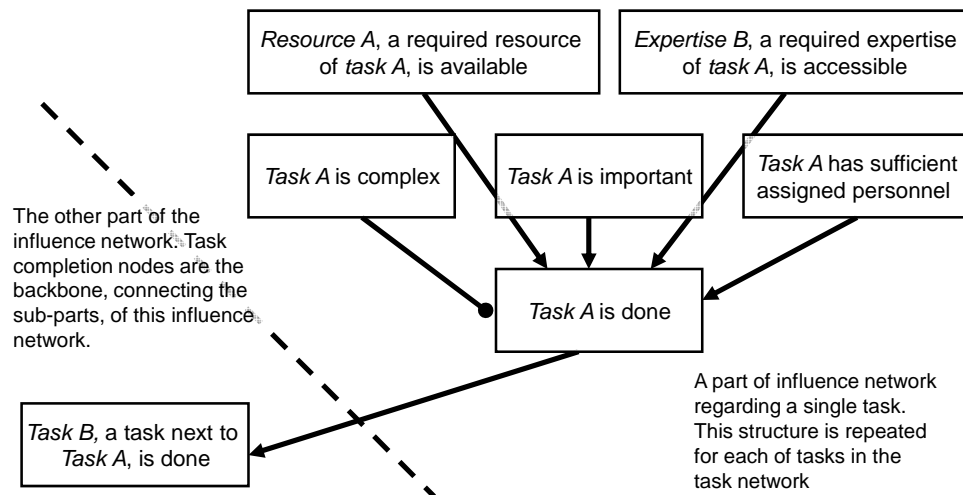 Resource A, a required resource
of task A, is available
Expertise B, a required expertise
of task A, is accessible
Task A is complex
Task A is important
Task A has sufficient
assigned personnel
The other part of the
influence network. Task
completion nodes are the
backbone, connecting the
sub-parts, of this influence
network.
Task A is done
Task B, a task next to
Task A, is done
A part of influence network
regarding a single task.
This structure is repeated
for each of tasks in the
task network